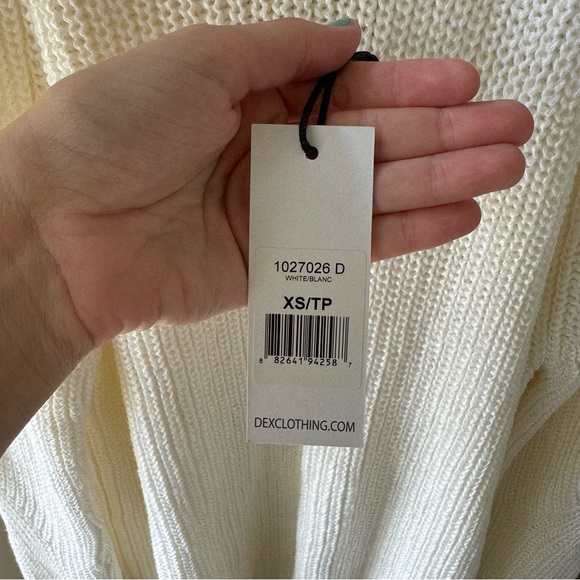 1027026 D
WHITE/BLANC
XS/TP
8 82641 94258 7
DEXCLOTHING.COM